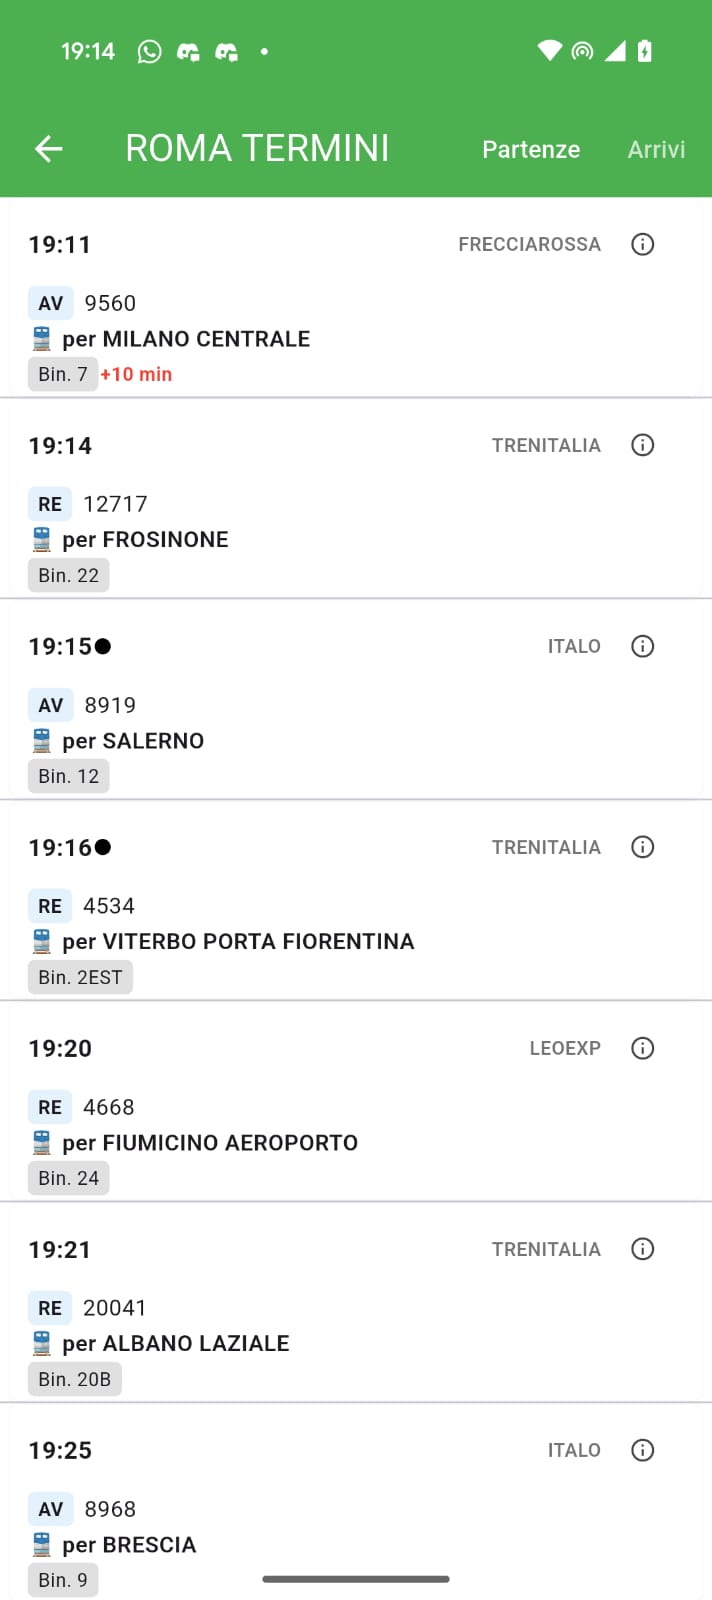 19:14
ROMA TERMINI Partenze Arrivi
19:11 FRECCIAROSSA
AV 9560
per MILANO CENTRALE
Bin. 7 +10 min
19:14 TRENITALIA
RE 12717
per FROSINONE
Bin. 22
19:15● ITALO
AV 8919
per SALERNO
Bin. 12
19:16● TRENITALIA
RE 4534
per VITERBO PORTA FIORENTINA
Bin. 2EST
19:20 LEOEXP
RE 4668
per FIUMICINO AEROPORTO
Bin. 24
19:21 TRENITALIA
RE 20041
per ALBANO LAZIALE
Bin. 20B
19:25 ITALO
AV 8968
per BRESCIA
Bin. 9